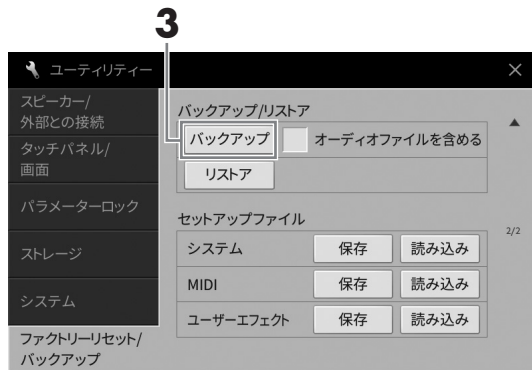 3
ユーティリティー
スピーカー/
外部との接続
タッチパネル/
画面
パラメーターロック
ストレージ
システム
ファクトリーリセット/
バックアップ
バックアップ/リストア
バックアップ オーディオファイルを含める
リストア
セットアップファイル
システム 保存 読み込み
MIDI 保存 読み込み
ユーザーエフェクト 保存 読み込み
2/2